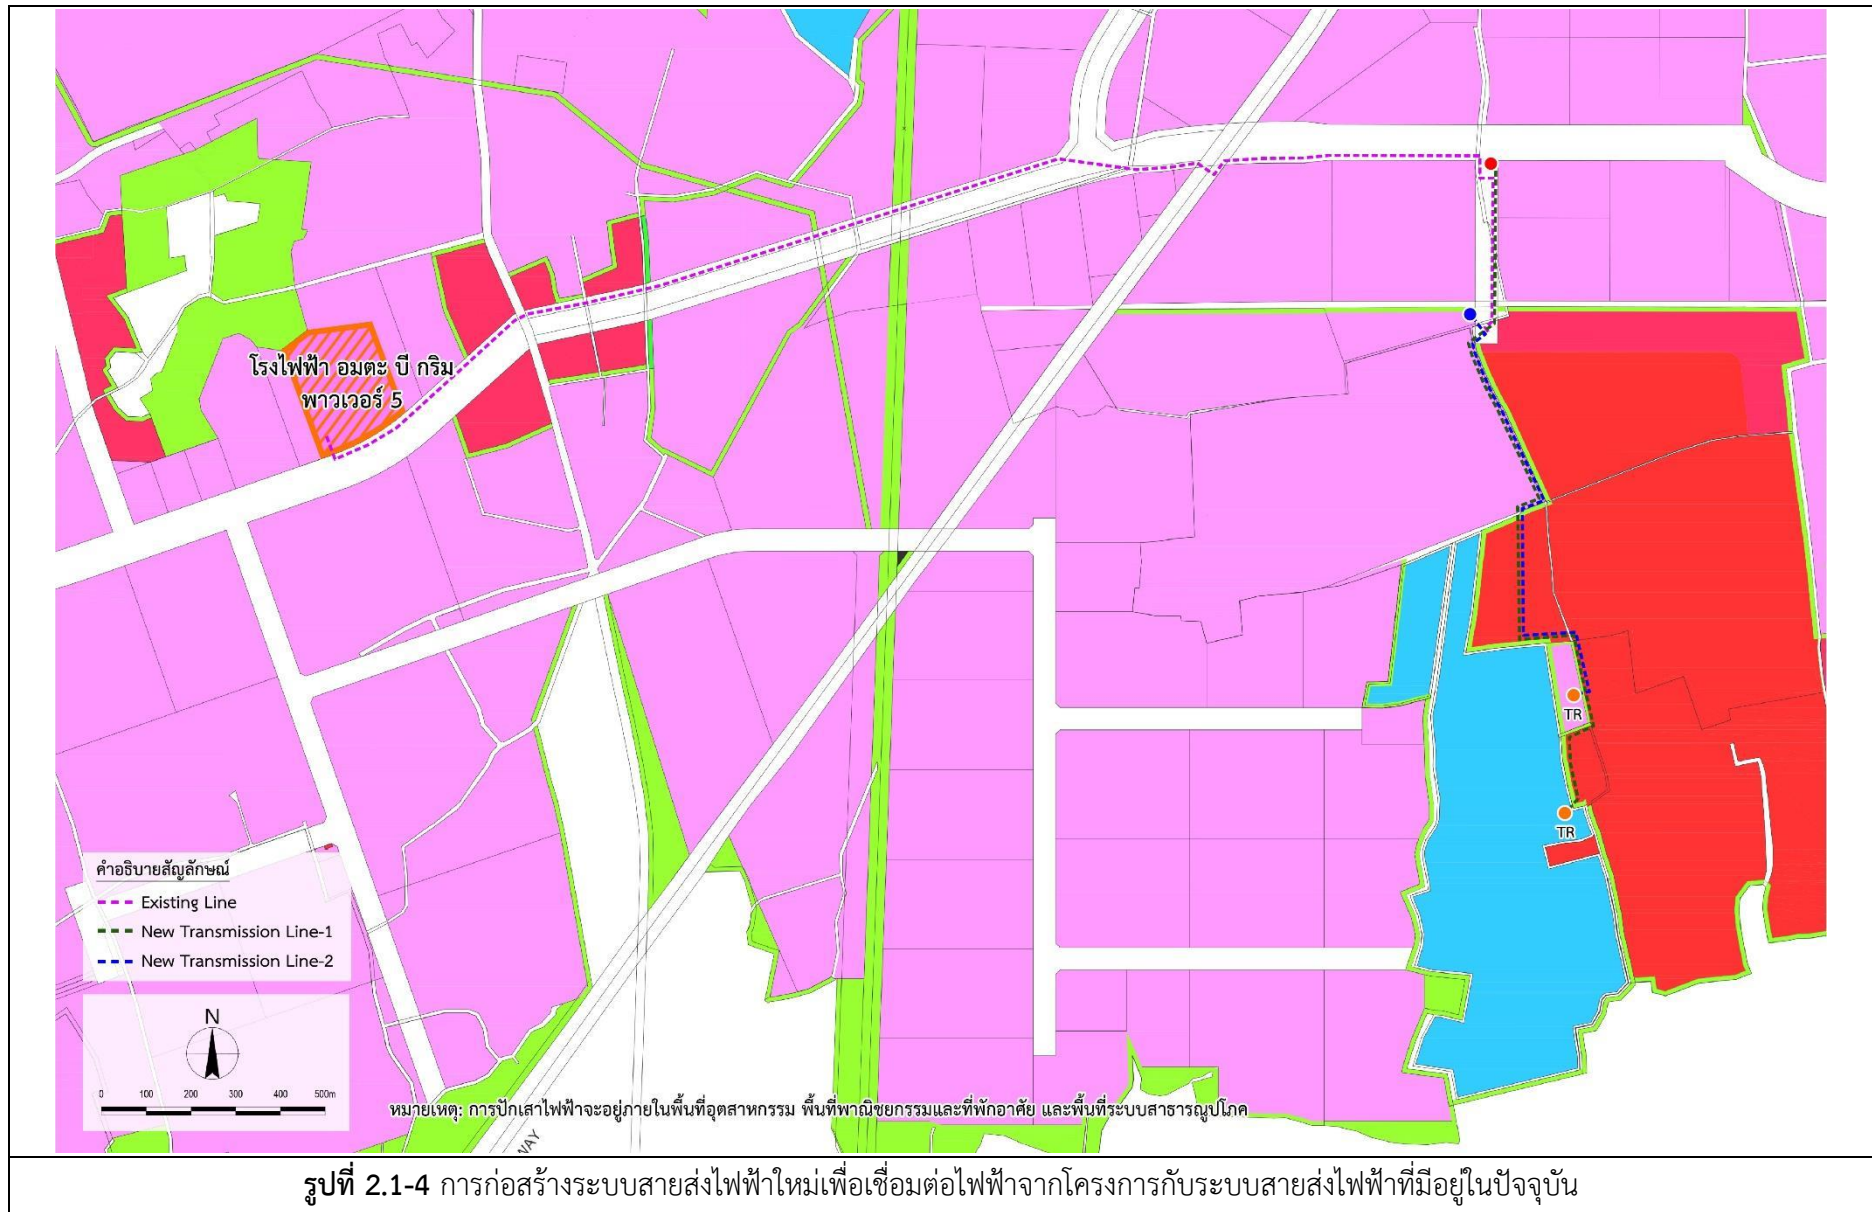 โรงไฟฟ้า อมตะ บี กริม
พาวเวอร์ 5
TR
TR
คำอธิบายสัญลักษณ์
Existing Line
New Transmission Line-1
New Transmission Line-2
N
0 100 200 300 400 500m
หมายเหตุ: การปักเสาไฟฟ้าจะอยู่ภายในพื้นที่อุตสาหกรรม พื้นที่พาณิชยกรรมและที่พักอาศัย และพื้นที่ระบบสาธารณูปโภค
WAY
รูปที่ 2.1-4 การก่อสร้างระบบสายส่งไฟฟ้าใหม่เพื่อเชื่อมต่อไฟฟ้าจากโครงการกับระบบสายส่งไฟฟ้าที่มีอยู่ในปัจจุบัน